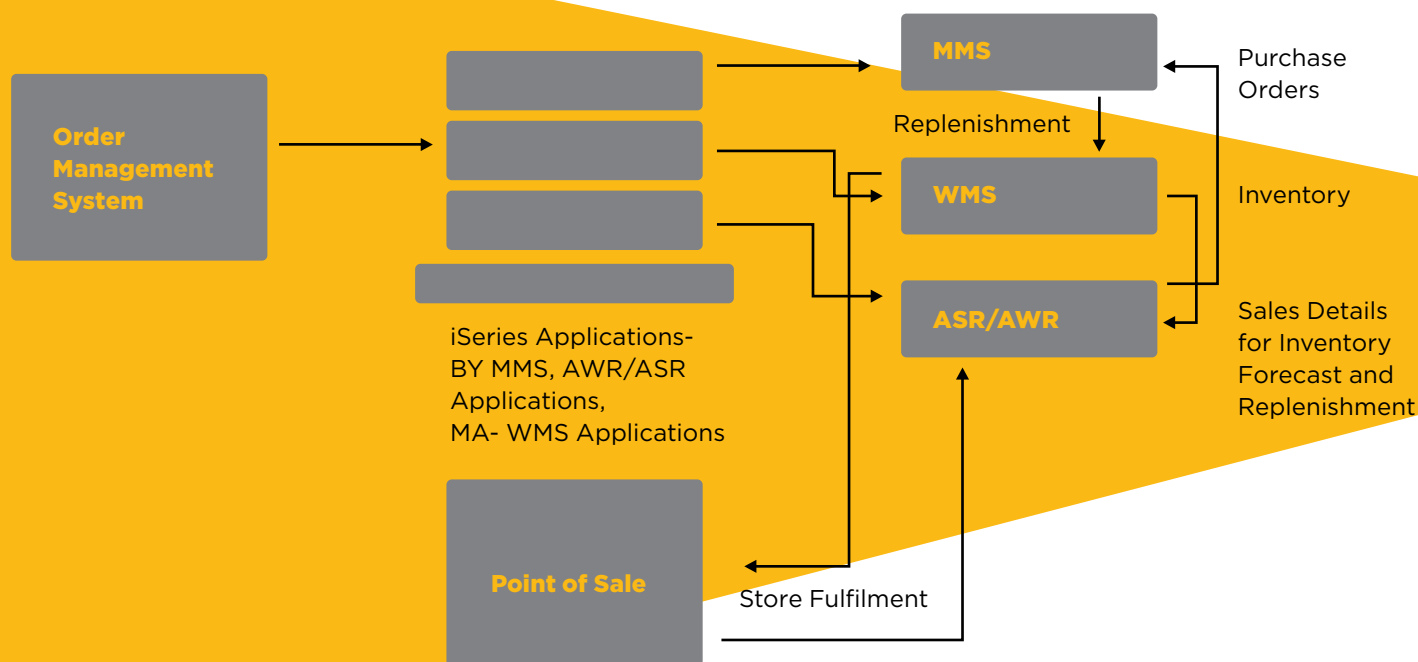 Order
Management
System
iSeries Applications-
BY MMS, AWR/ASR
Applications,
MA- WMS Applications
Point of Sale
MMS
Replenishment
WMS
ASR/AWR
Store Fulfilment
Purchase
Orders
Inventory
Sales Details
for Inventory
Forecast and
Replenishment